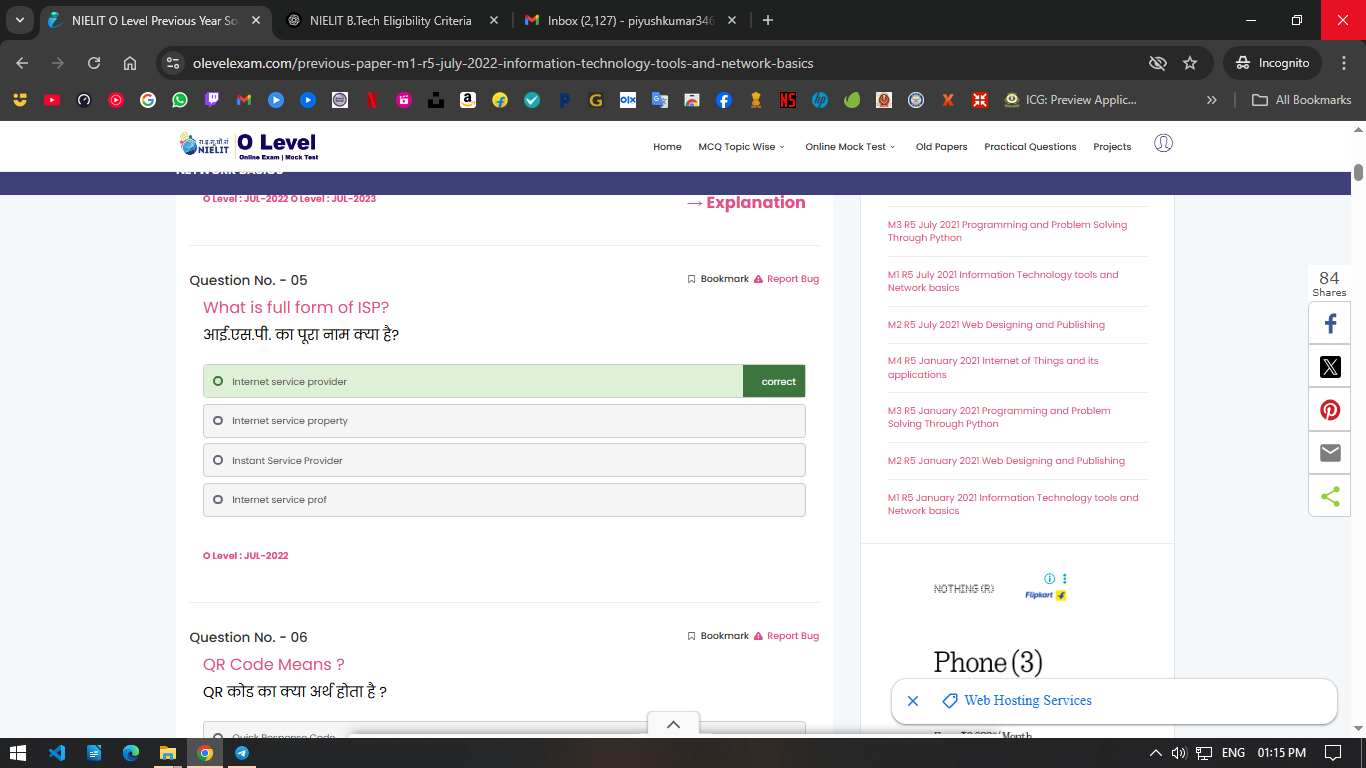 NIELIT O Level Previous Year So
NIELIT B.Tech Eligibility Criteria
Inbox (2,127) - piyushkumar346
olevelexam.com/previous-paper-m1-r5-july-2022-information-technology-tools-and-network-basics
Incognito
ICG: Preview Applic...
All Bookmarks
NIELIT
O Level
Online Exam | Mock Test
Home
MCQ Topic Wise
Online Mock Test
Old Papers
Practical Questions
Projects
NETWORK BASICS
O Level : JUL-2022 O Level : JUL-2023
→ Explanation
Question No. - 05
Bookmark
Report Bug
What is full form of ISP?
आई.एस.पी. का पूरा नाम क्या है?
Internet service provider
correct
Internet service property
Instant Service Provider
Internet service prof
O Level : JUL-2022
Question No. - 06
Bookmark
Report Bug
QR Code Means ?
QR कोड का क्या अर्थ होता है ?
Quick Response Code
M3 R5 July 2021 Programming and Problem Solving
Through Python
M1 R5 July 2021 Information Technology tools and
Network basics
M2 R5 July 2021 Web Designing and Publishing
M4 R5 January 2021 Internet of Things and its
applications
M3 R5 January 2021 Programming and Problem
Solving Through Python
M2 R5 January 2021 Web Designing and Publishing
M1 R5 January 2021 Information Technology tools and
Network basics
NOTHING (R)
Flipkart
Phone (3)
Web Hosting Services
84
Shares
ENG
01:15 PM